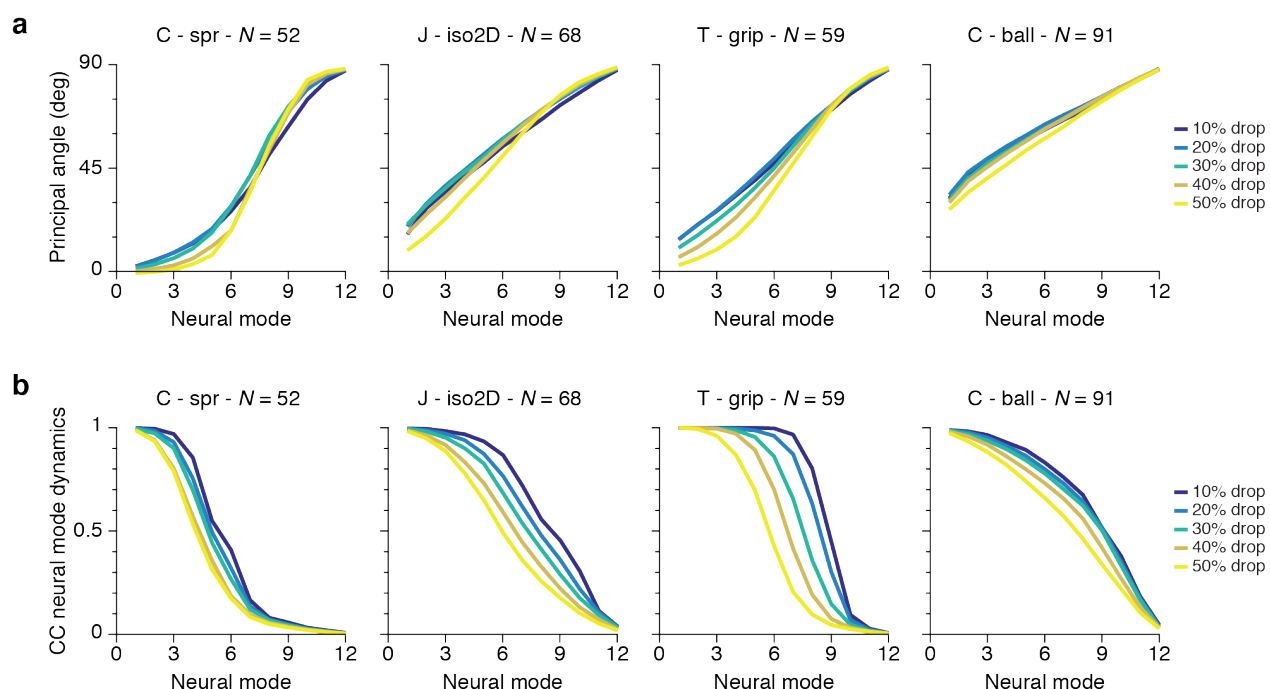 a
C - spr - N = 52
J - iso2D - N = 68
T - grip - N = 59
C - ball - N = 91
Principal angle (deg)
90
45
0
0 3 6 9 12
0 3 6 9 12
0 3 6 9 12
0 3 6 9 12
Neural mode
Neural mode
Neural mode
Neural mode
10% drop
20% drop
30% drop
40% drop
50% drop
b
C - spr - N = 52
J - iso2D - N = 68
T - grip - N = 59
C - ball - N = 91
CC neural mode dynamics
1
0.5
0
0 3 6 9 12
0 3 6 9 12
0 3 6 9 12
0 3 6 9 12
Neural mode
Neural mode
Neural mode
Neural mode
10% drop
20% drop
30% drop
40% drop
50% drop